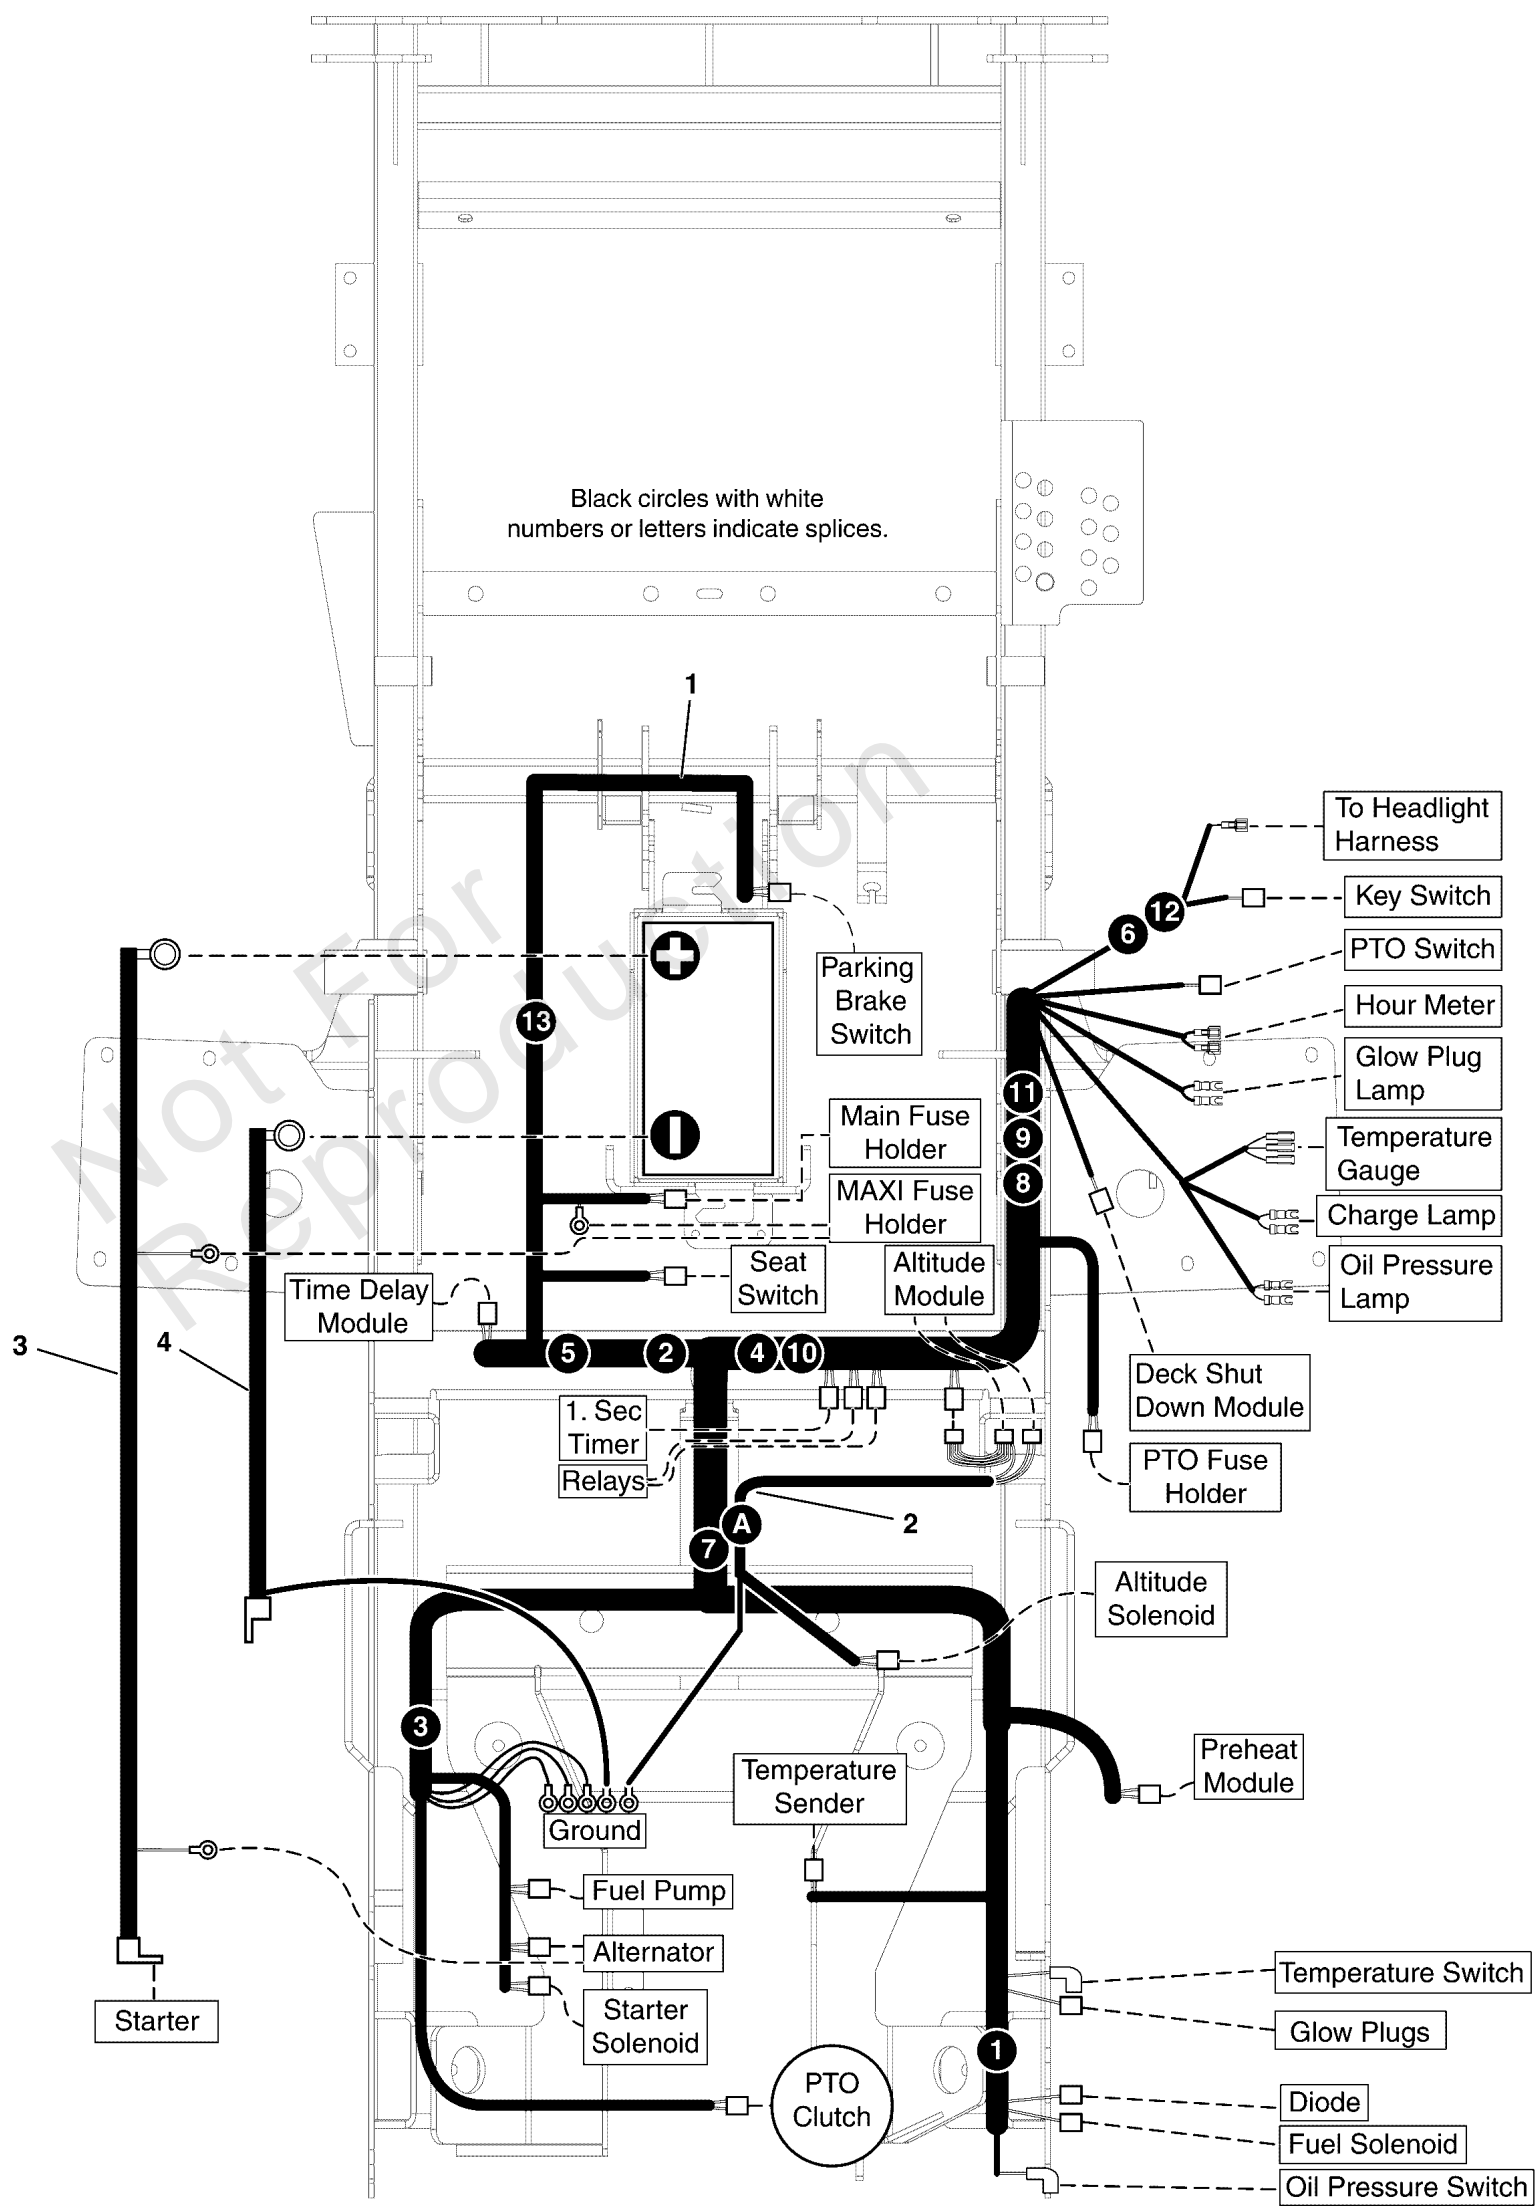 Black circles with white
numbers or letters indicate splices.
1
To Headlight
Harness
Key Switch
12
6
PTO Switch
Parking
Brake
Switch
Hour Meter
13
Glow Plug
Lamp
11
9
8
Main Fuse
Holder
Temperature
Gauge
MAXI Fuse
Holder
Charge Lamp
Seat
Switch
Altitude
Module
Oil Pressure
Lamp
Time Delay
Module
3
4
5
2
4
10
Deck Shut
Down Module
1. Sec
Timer
Relays
PTO Fuse
Holder
A
2
7
Altitude
Solenoid
3
Preheat
Module
Temperature
Sender
Ground
Fuel Pump
Alternator
Temperature Switch
Starter
Starter
Solenoid
Glow Plugs
1
PTO
Clutch
Diode
Fuel Solenoid
Oil Pressure Switch
Not For
Reproduction